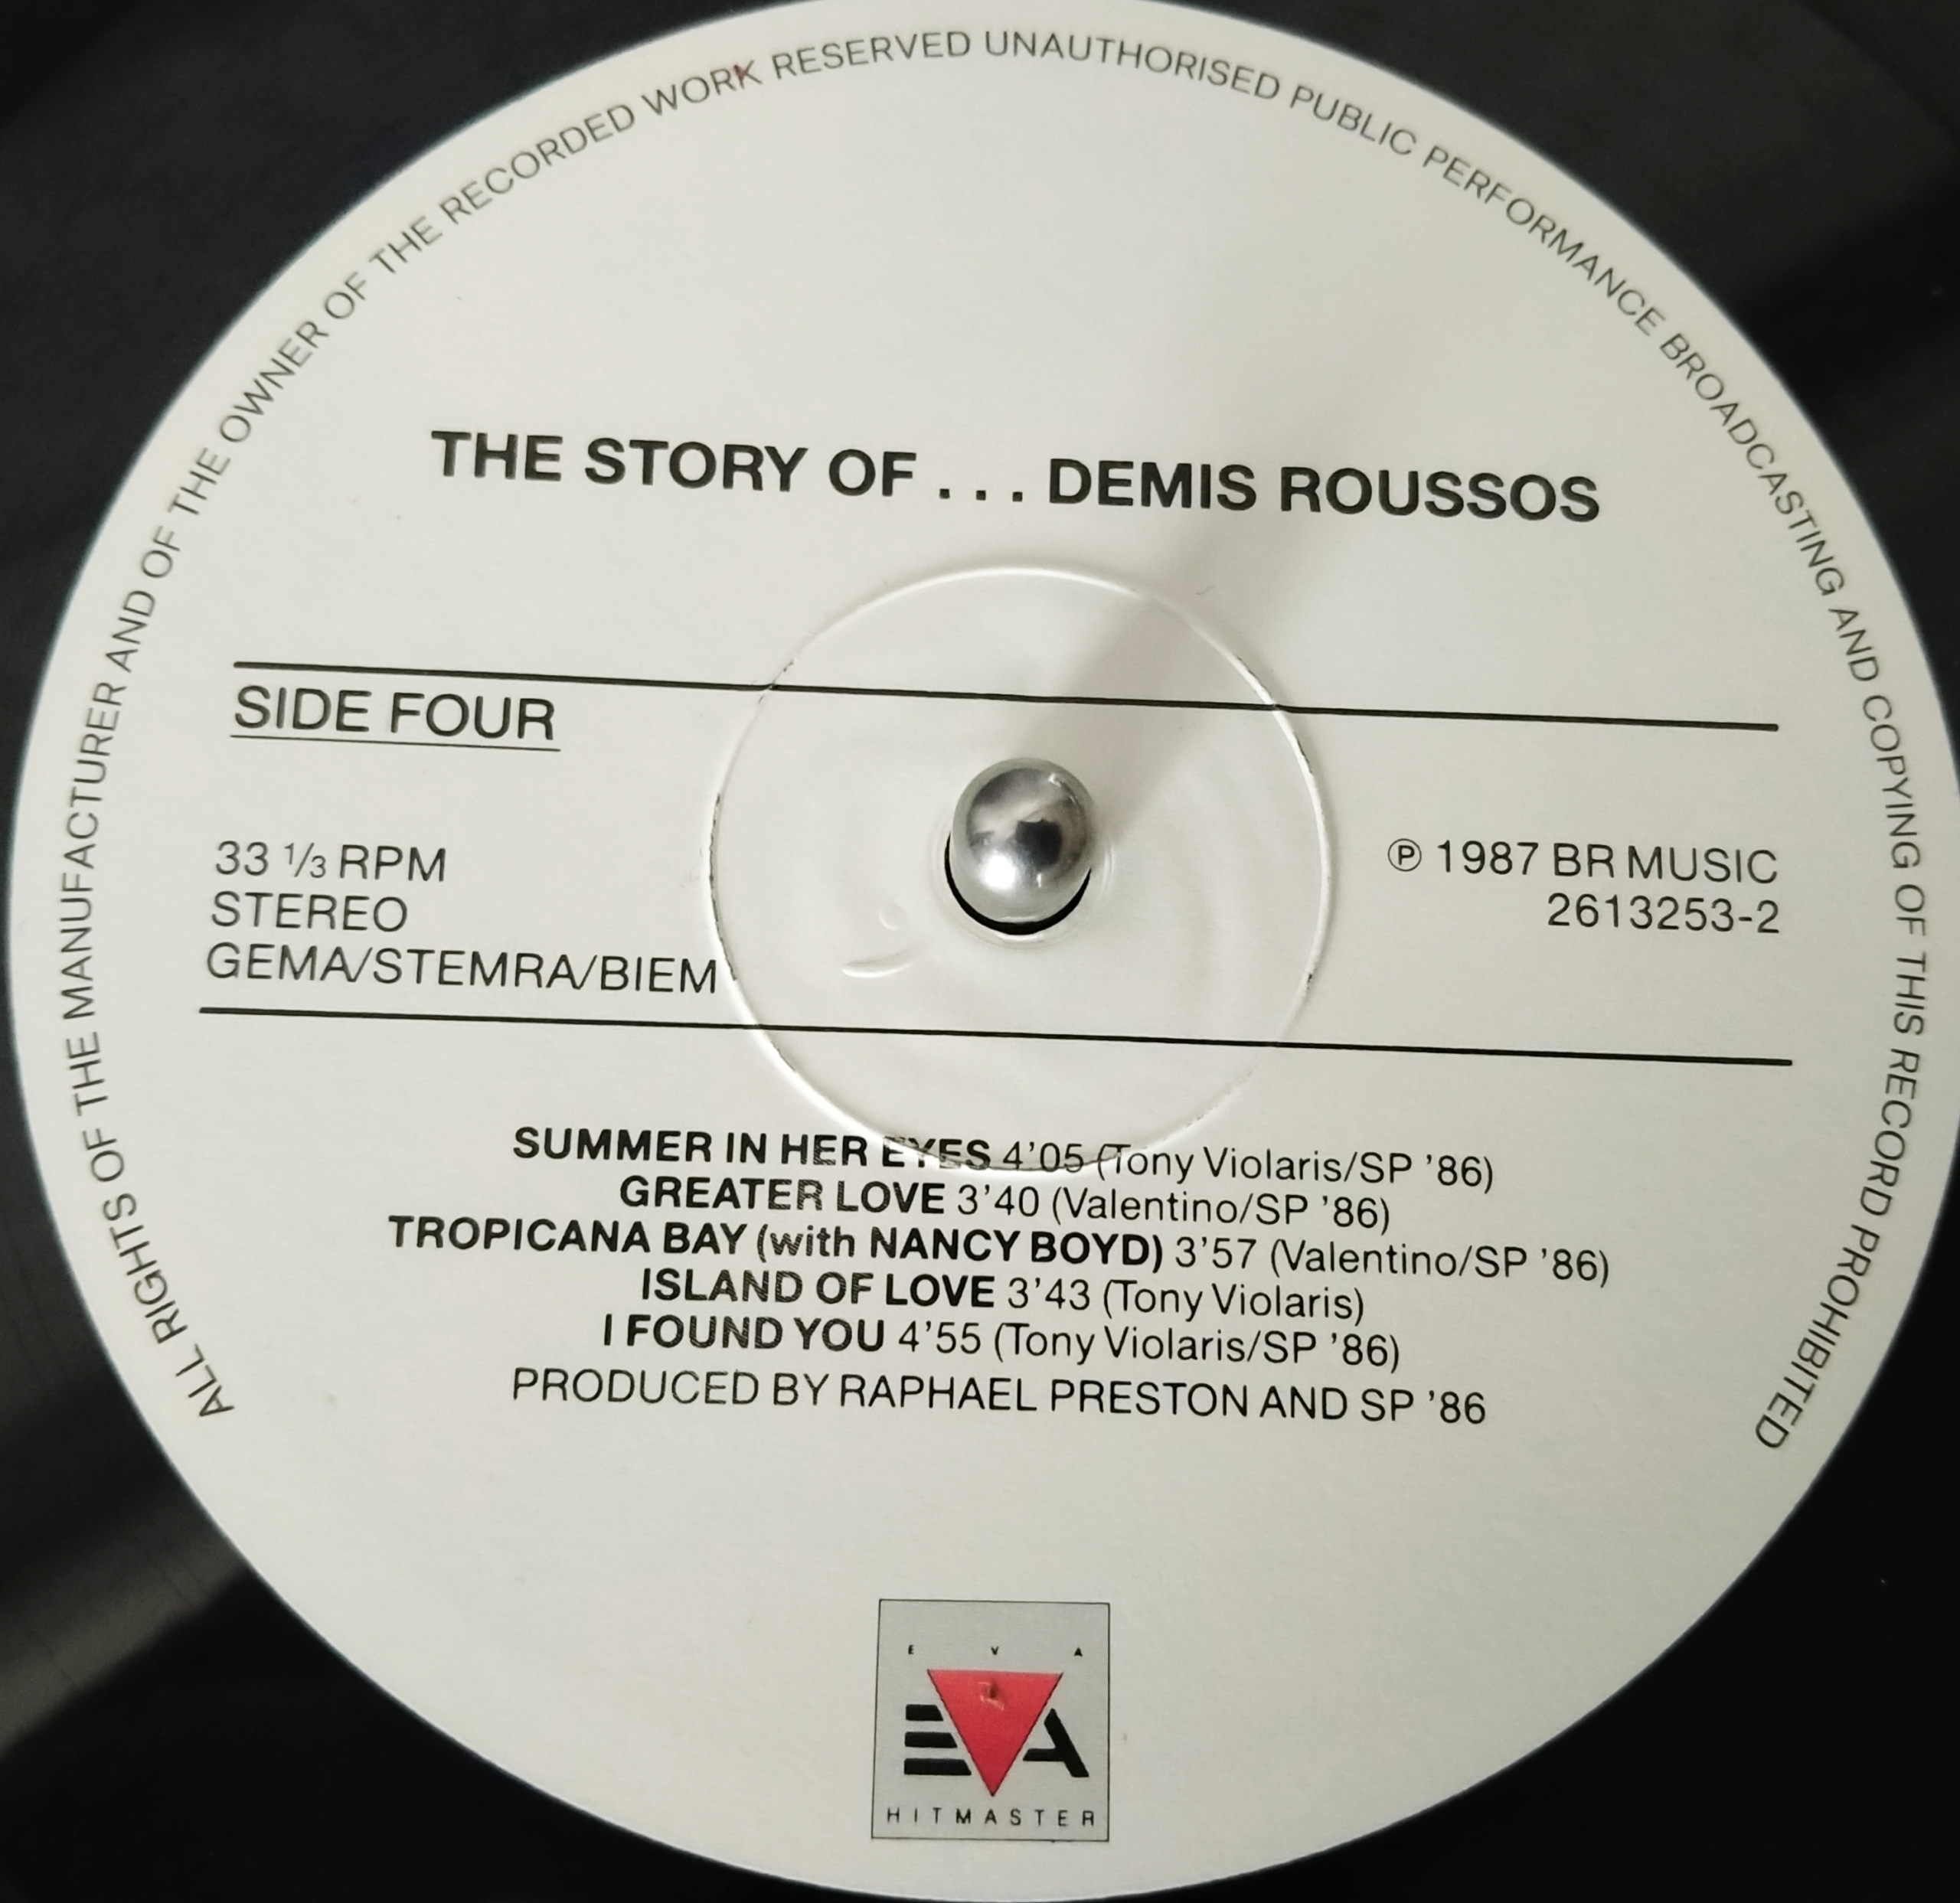 ALL RIGHTS OF THE MANUFACTURER AND OF THE OWNER OF THE RECORDED WORK RESERVED UNAUTHORISED PUBLIC PERFORMANCE BROADCASTING AND COPYING OF THIS RECORD PROHIBITED
THE STORY OF . . . DEMIS ROUSSOS
SIDE FOUR
33 1/3 RPM
STEREO
GEMA/STEMRA/BIEM
℗ 1987 BR MUSIC
2613253-2
SUMMER IN HER EYES 4'05 (Tony Violaris/SP '86)
GREATER LOVE 3'40 (Valentino/SP '86)
TROPICANA BAY (with NANCY BOYD) 3'57 (Valentino/SP '86)
ISLAND OF LOVE 3'43 (Tony Violaris)
I FOUND YOU 4'55 (Tony Violaris/SP '86)
PRODUCED BY RAPHAEL PRESTON AND SP '86
E V A
EVA
HITMASTER